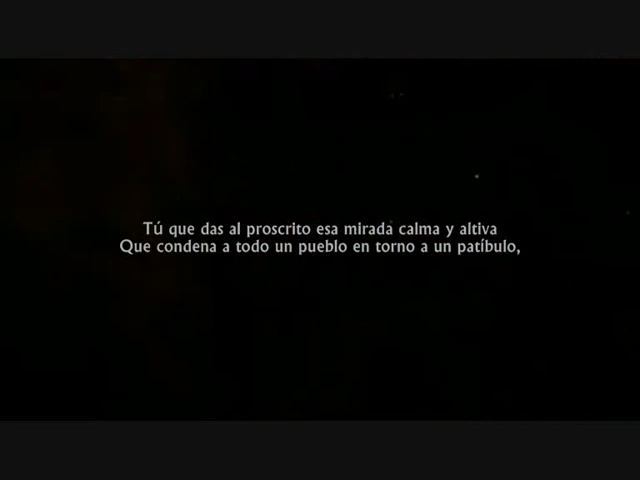 Tú que das al proscrito esa mirada calma y altiva
Que condena a todo un pueblo en torno a un patíbulo,